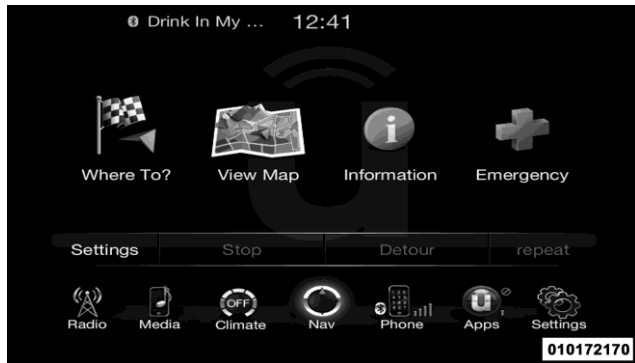 Drink In My ... 12:41
Where To? View Map Information Emergency
Settings Stop Detour repeat
OFF
Radio Media Climate Nav Phone Apps Settings
010172170